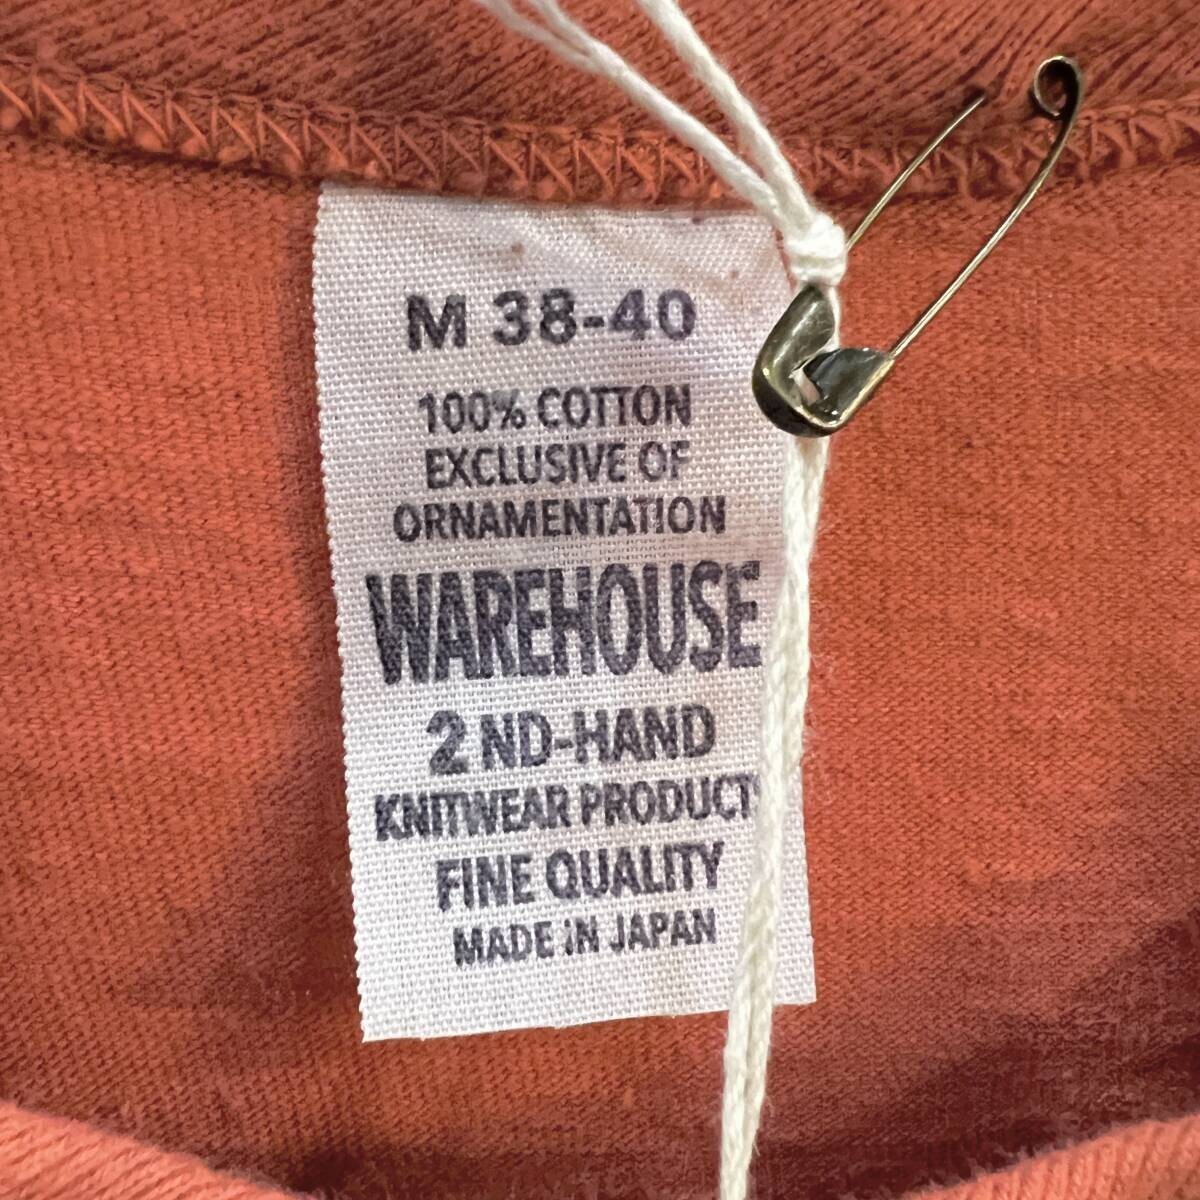 M 38-40
100% COTTON
EXCLUSIVE OF
ORNAMENTATION
WAREHOUSE
2 ND-HAND
KNITWEAR PRODUCT
FINE QUALITY
MADE IN JAPAN